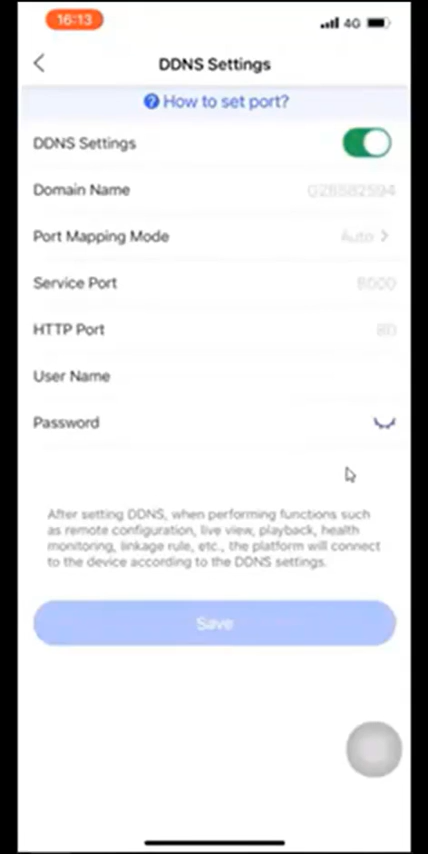 16:13
4G
DDNS Settings
? How to set port?
DDNS Settings
Domain Name
G28582594
Port Mapping Mode
Auto >
Service Port
8000
HTTP Port
80
User Name
Password
After setting DDNS, when performing functions such
as remote configuration, live view, playback, health
monitoring, linkage rule, etc., the platform will connect
to the device according to the DDNS settings.
Save